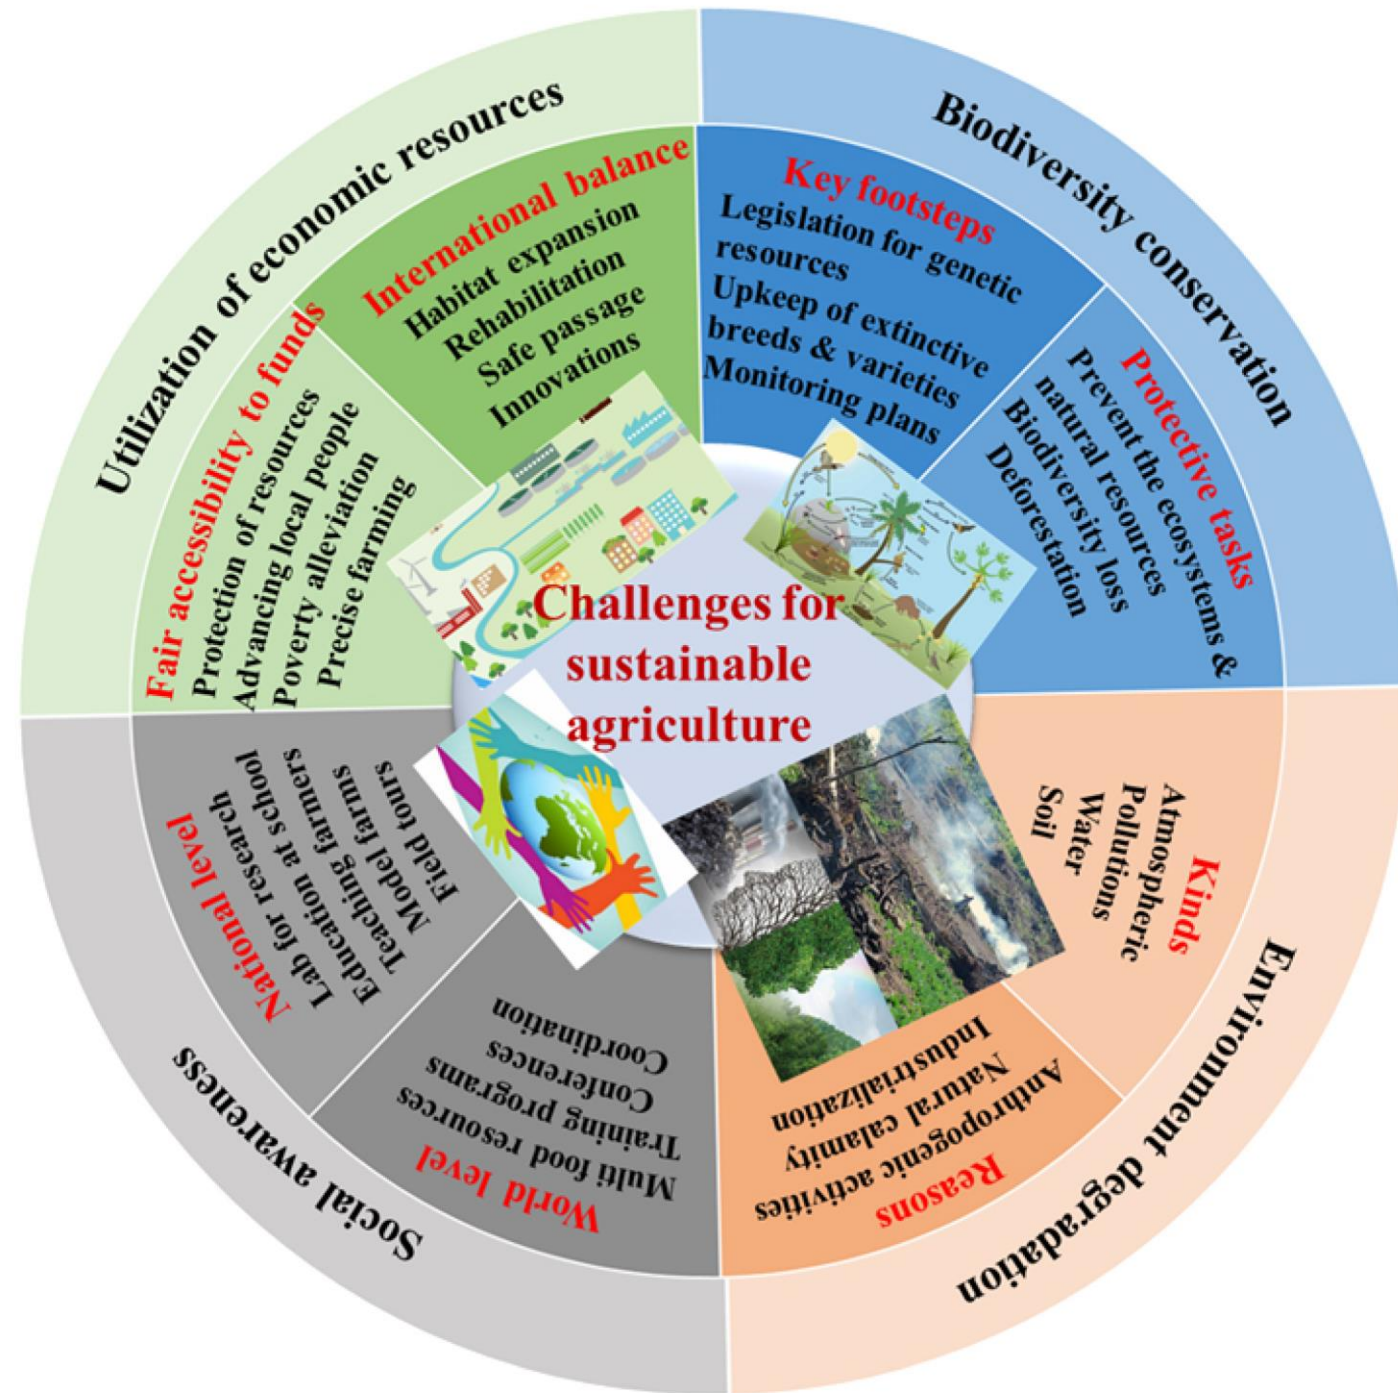 Challenges for
sustainable
agriculture
Utilization of economic resources
International balance
Habitat expansion
Rehabilitation
Safe passage
Innovations
Fair accessibility to funds
Protection of resources
Advancing local people
Poverty alleviation
Precise farming
Biodiversity conservation
Key footsteps
Legislation for genetic
resources
Upkeep of extinctive
breeds & varieties
Monitoring plans
Protective tasks
Prevent the ecosystems &
natural resources
Biodiversity loss
Deforestation
Environment degradation
Kinds
Atmospheric
Pollutions
Water
Soil
Reasons
Anthropogenic activities
Natural calamity
Industrialization
Social awareness
World level
Multi food resources
Training programs
Conferences
Coordination
National level
Lab for research
Education at school
Teaching farmers
Model farms
Field tours